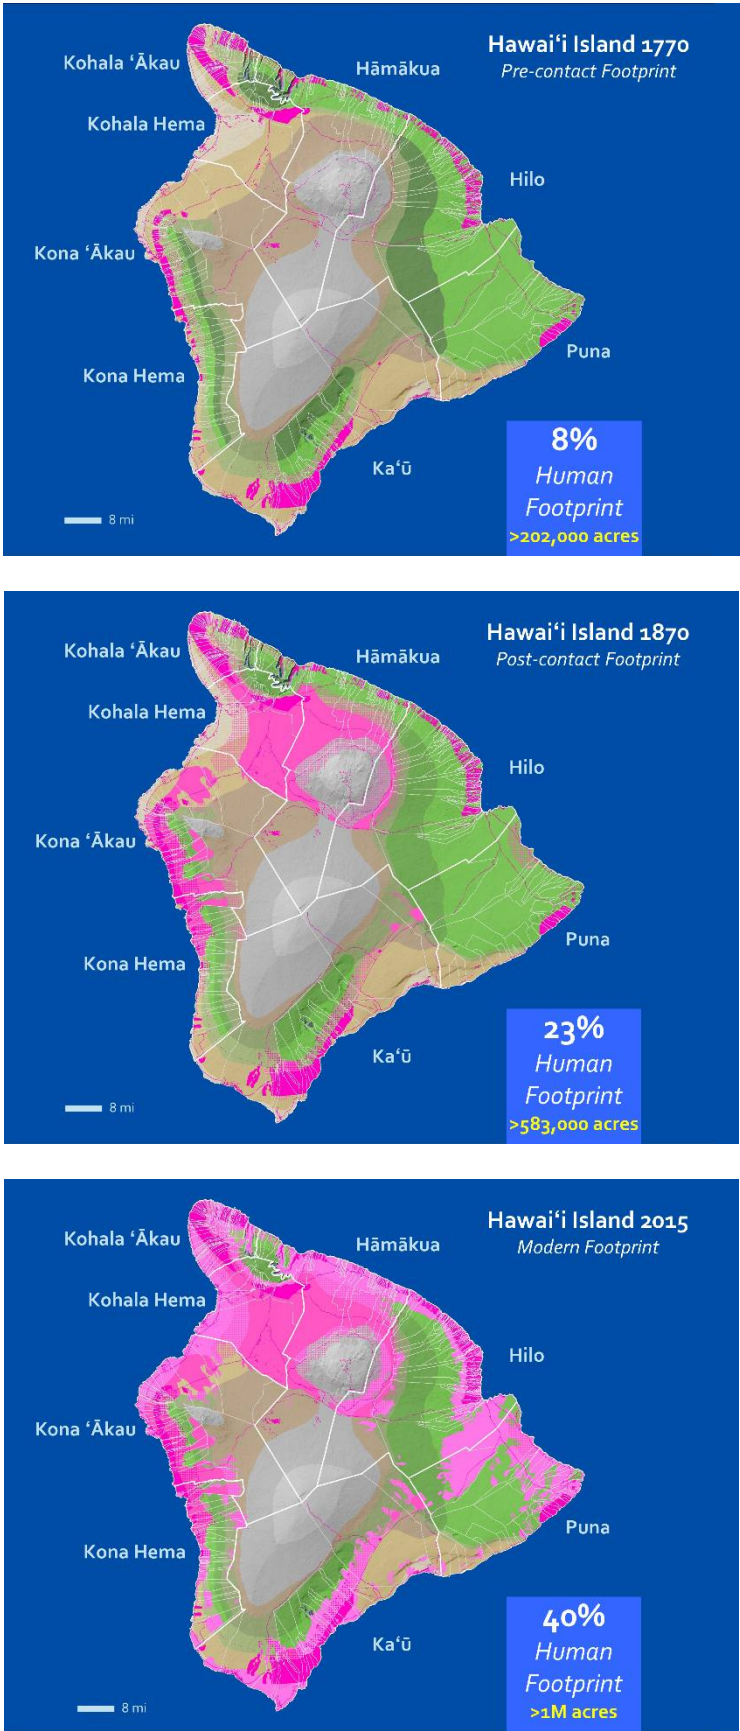 Hawaiʻi Island 1770
Pre-contact Footprint
Kohala ʻĀkau
Hāmākua
Kohala Hema
Hilo
Kona ʻĀkau
Puna
Kona Hema
Kaʻū
8%
Human
Footprint
>202,000 acres
8 mi
Hawaiʻi Island 1870
Post-contact Footprint
Kohala ʻĀkau
Hāmākua
Kohala Hema
Hilo
Kona ʻĀkau
Puna
Kona Hema
Kaʻū
23%
Human
Footprint
>583,000 acres
8 mi
Hawaiʻi Island 2015
Modern Footprint
Kohala ʻĀkau
Hāmākua
Kohala Hema
Hilo
Kona ʻĀkau
Puna
Kona Hema
Kaʻū
40%
Human
Footprint
>1M acres
8 mi